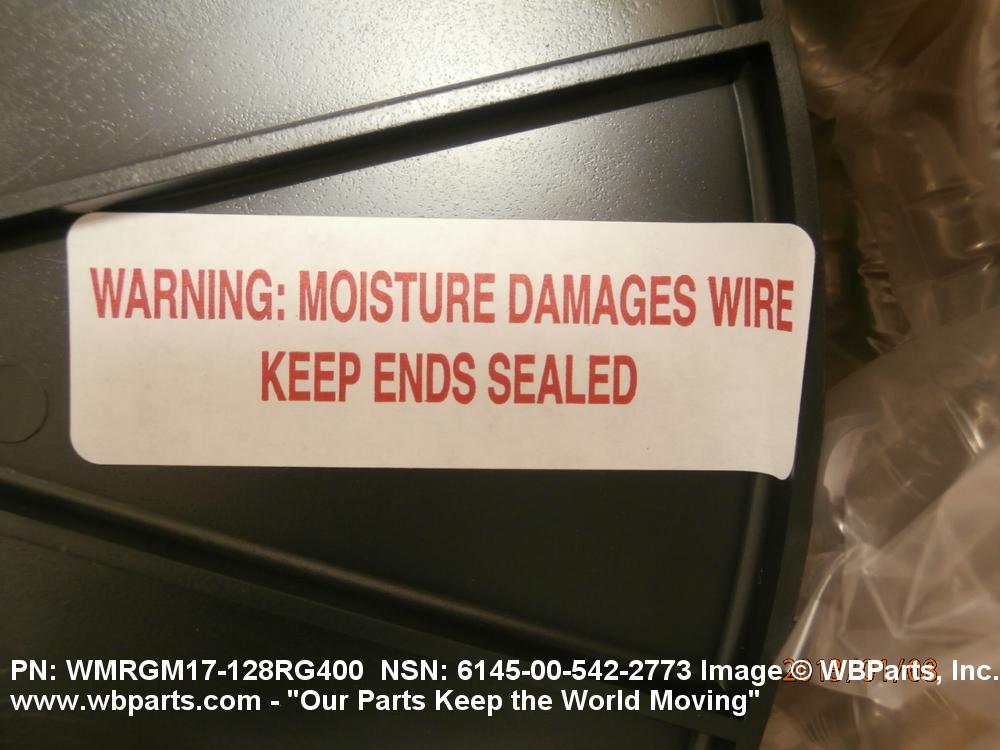 WARNING: MOISTURE DAMAGES WIRE
KEEP ENDS SEALED
PN: WMRGM17-128RG400 NSN: 6145-00-542-2773 Image © WBParts, Inc.
www.wbparts.com - "Our Parts Keep the World Moving"